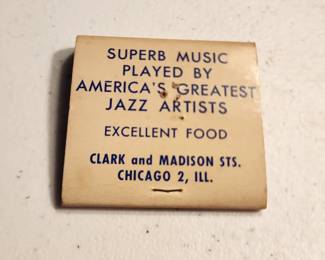 SUPERB MUSIC
PLAYED BY
AMERICA'S GREATEST
JAZZ ARTISTS
EXCELLENT FOOD
CLARK and MADISON STS.
CHICAGO 2, ILL.